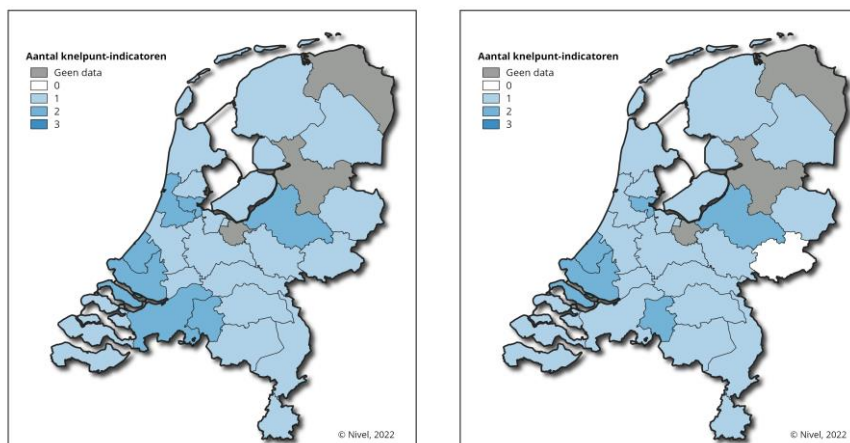 Aantal knelpunt-indicatoren
Geen data
0
1
2
3
© Nivel, 2022
Aantal knelpunt-indicatoren
Geen data
0
1
2
3
© Nivel, 2022